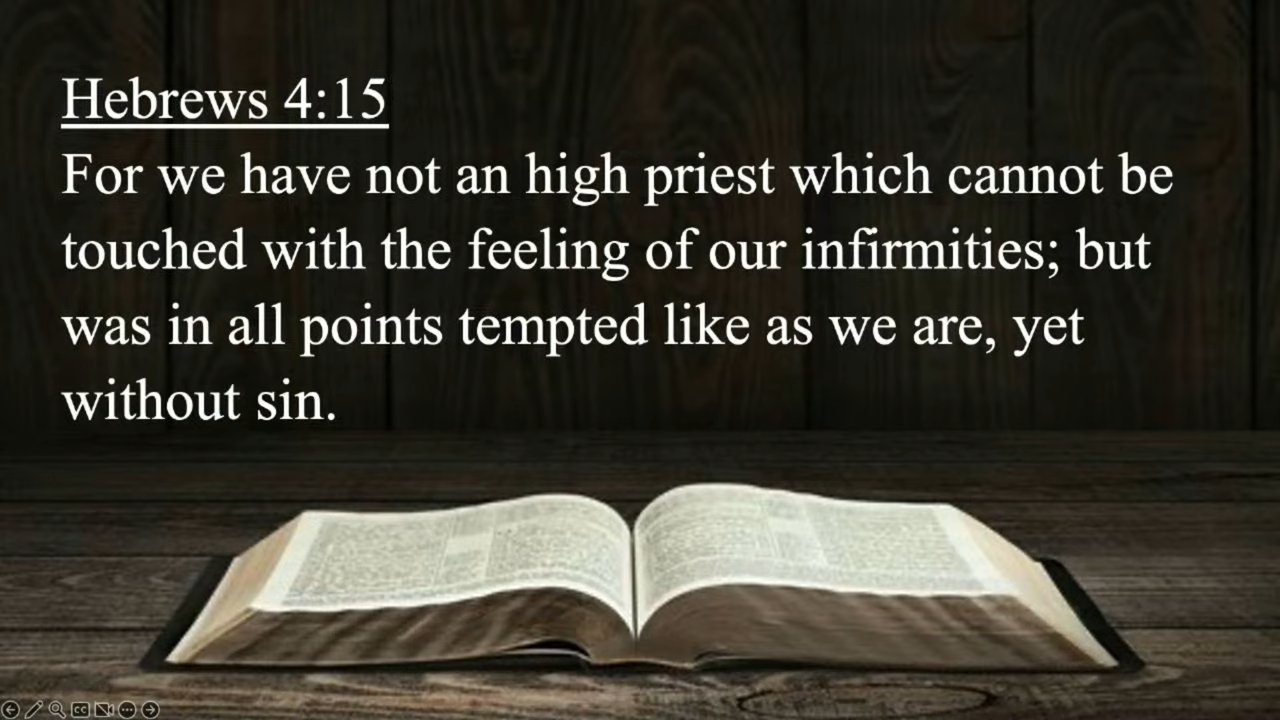 Hebrews 4:15
For we have not an high priest which cannot be
touched with the feeling of our infirmities; but
was in all points tempted like as we are, yet
without sin.